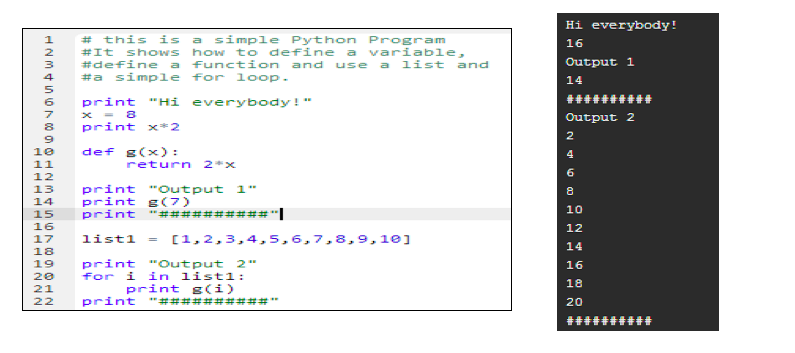 1 # this is a simple Python Program
2 #It shows how to define a variable,
3 #define a function and use a list and
4 #a simple for loop.
5
6 print "Hi everybody!"
7 x = 8
8 print x*2
9
10 def g(x):
11     return 2*x
12
13 print "Output 1"
14 print g(7)
15 print "##########"
16
17 list1 = [1,2,3,4,5,6,7,8,9,10]
18
19 print "Output 2"
20 for i in list1:
21     print g(i)
22 print "##########"
Hi everybody!
16
Output 1
14
##########
Output 2
2
4
6
8
10
12
14
16
18
20
##########